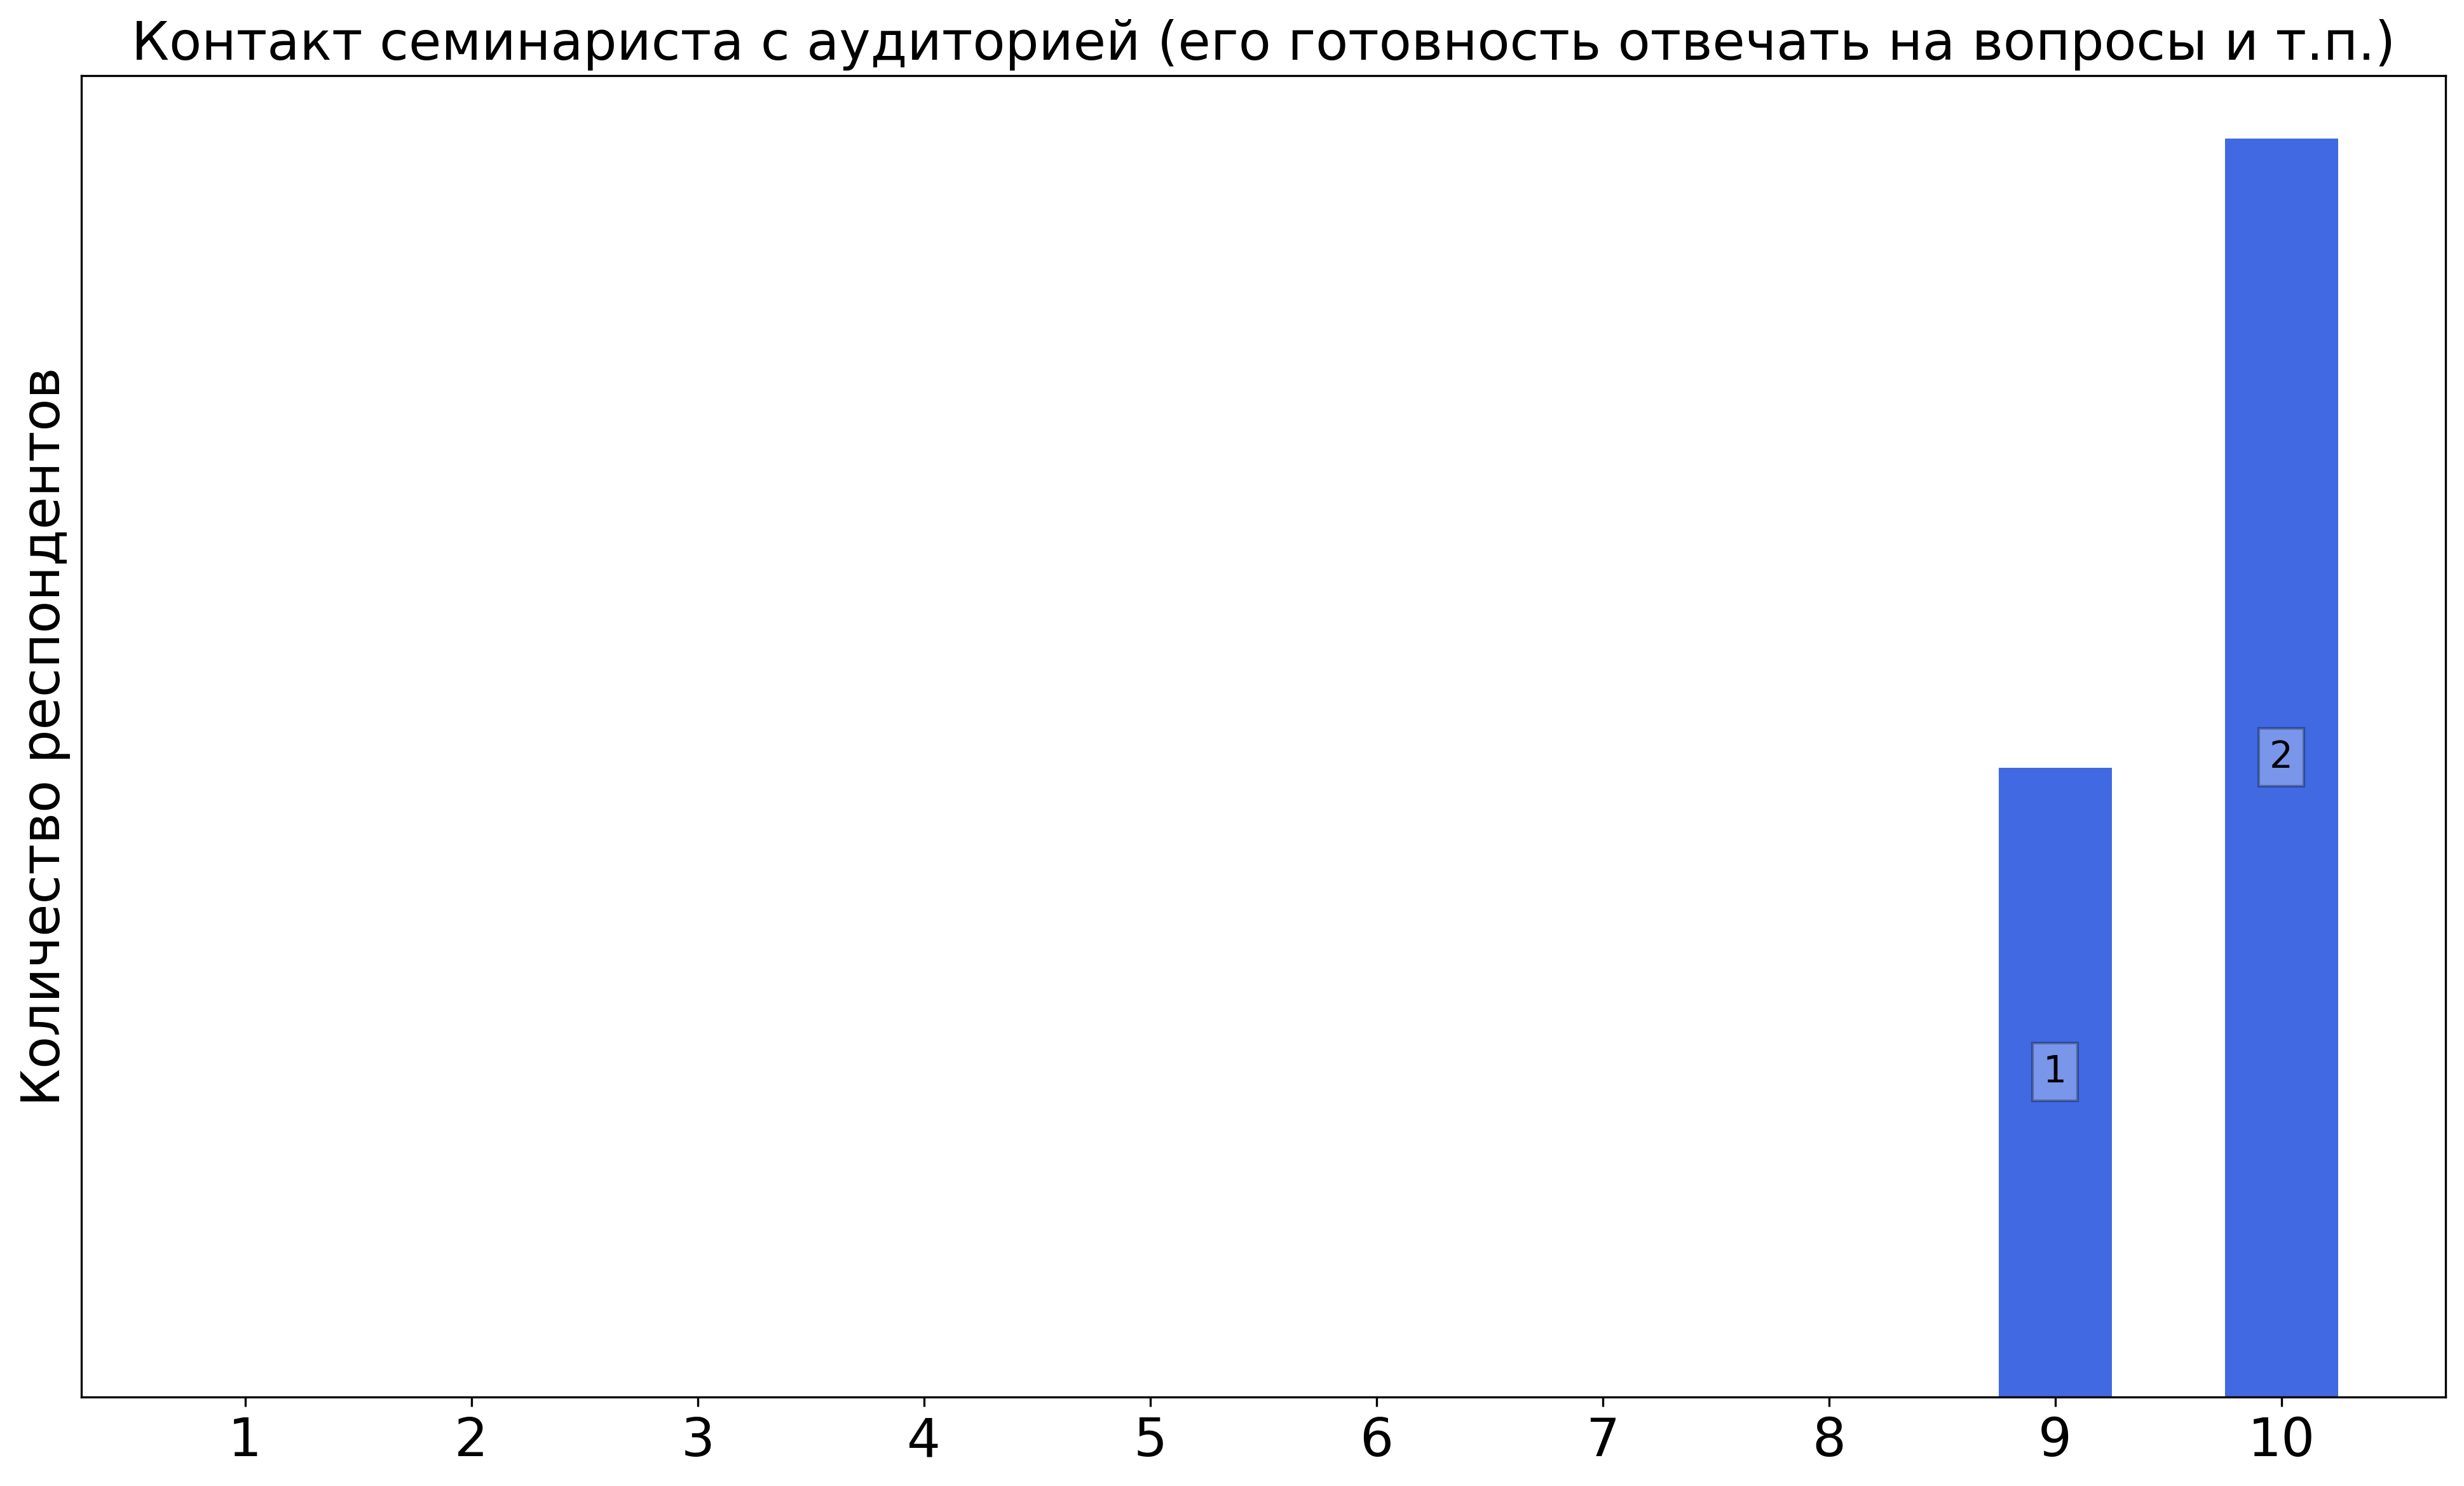 Контакт семинариста с аудиторией (его готовность отвечать на вопросы и т.п.)
Количество респондентов
2
1
1 2 3 4 5 6 7 8 9 10